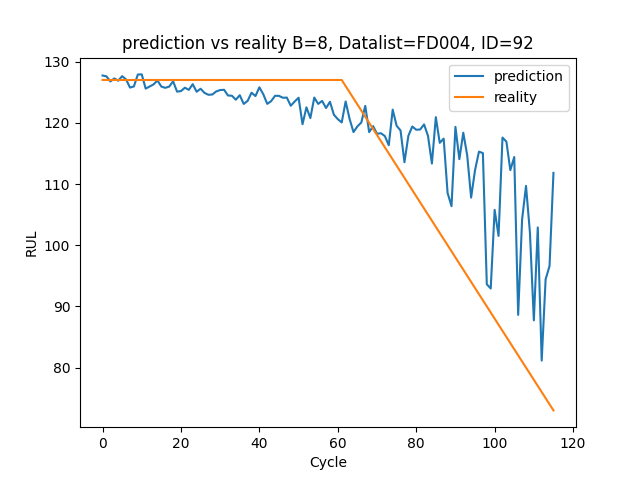 prediction vs reality B=8, Datalist=FD004, ID=92
prediction
reality
130
120
110
100
90
80
RUL
0 20 40 60 80 100 120
Cycle